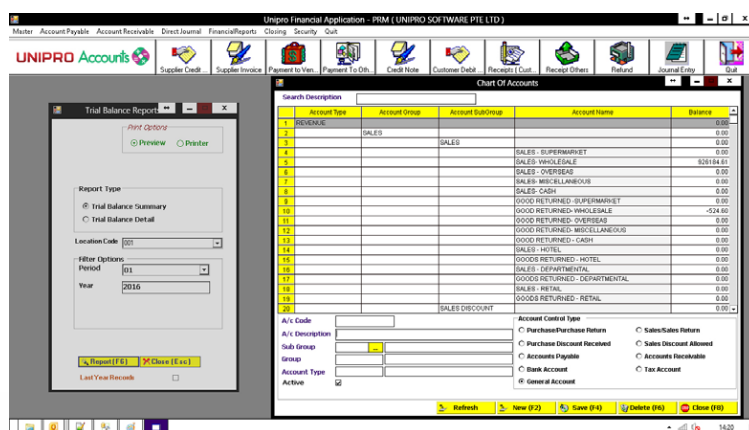 Unipro Financial Application - PRM ( UNIPRO SOFTWARE PTE LTD )
Master Account Payable Account Receivable Direct Journal FinancialReports Closing Security Quit
UNIPRO Accounts
Supplier Credit ... Supplier Invoice Payment to Ven... Payment To Oth... Credit Note Customer Debit ... Receipts ( Cust... Receipt Others Refund Journal Entry Quit
Trial Balance Reports
Print Options
Preview Printer
Report Type
Trial Balance Summary
Trial Balance Detail
Location Code 001
Filter Options
Period 01
Year 2016
Report(F6) Close (Esc)
Last Year Records
Chart Of Accounts
Search Description
Account Type Account Group Account SubGroup Account Name Balance
1 REVENUE 0.00
2 SALES 0.00
3 SALES 0.00
4 SALES - SUPERMARKET 0.00
5 SALES- WHOLESALE 926184.61
6 SALES - OVERSEAS 0.00
7 SALES- MISCELLANEOUS 0.00
8 SALES- CASH 0.00
9 GOOD RETURNED -SUPERMARKET 0.00
10 GOOD RETURNED- WHOLESALE -524.60
11 GOOD RETURNED- OVERSEAS 0.00
12 GOOD RETURNED- MISCELLANEOUS 0.00
13 GOOD RETURNED - CASH 0.00
14 SALES - HOTEL 0.00
15 GOODS RETURNED - HOTEL 0.00
16 SALES - DEPARTMENTAL 0.00
17 GOODS RETURNED - DEPARTMENTAL 0.00
18 SALES - RETAIL 0.00
19 GOODS RETURNED - RETAIL 0.00
20 SALES DISCOUNT 0.00
A/c Code
A/c Description
Sub Group ...
Group
Account Type
Active
Account Control Type
Purchase/Purchase Return Sales/Sales Return
Purchase Discount Received Sales Discount Allowed
Accounts Payable Accounts Receivable
Bank Account Tax Account
General Account
Refresh New (F2) Save (F4) Delete (F6) Close (F8)
14:20